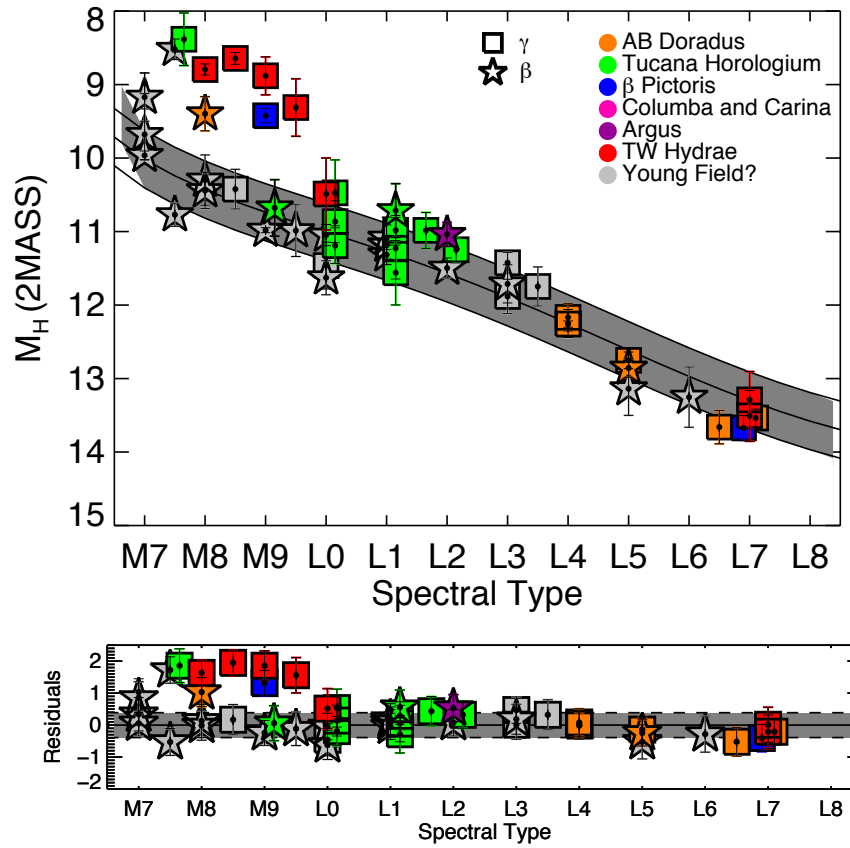 8
9
10
11
12
13
14
15
M_H (2MASS)
γ
β
AB Doradus
Tucana Horologium
β Pictoris
Columba and Carina
Argus
TW Hydrae
Young Field?
M7 M8 M9 L0 L1 L2 L3 L4 L5 L6 L7 L8
Spectral Type
2
1
0
−1
−2
Residuals
M7 M8 M9 L0 L1 L2 L3 L4 L5 L6 L7 L8
Spectral Type